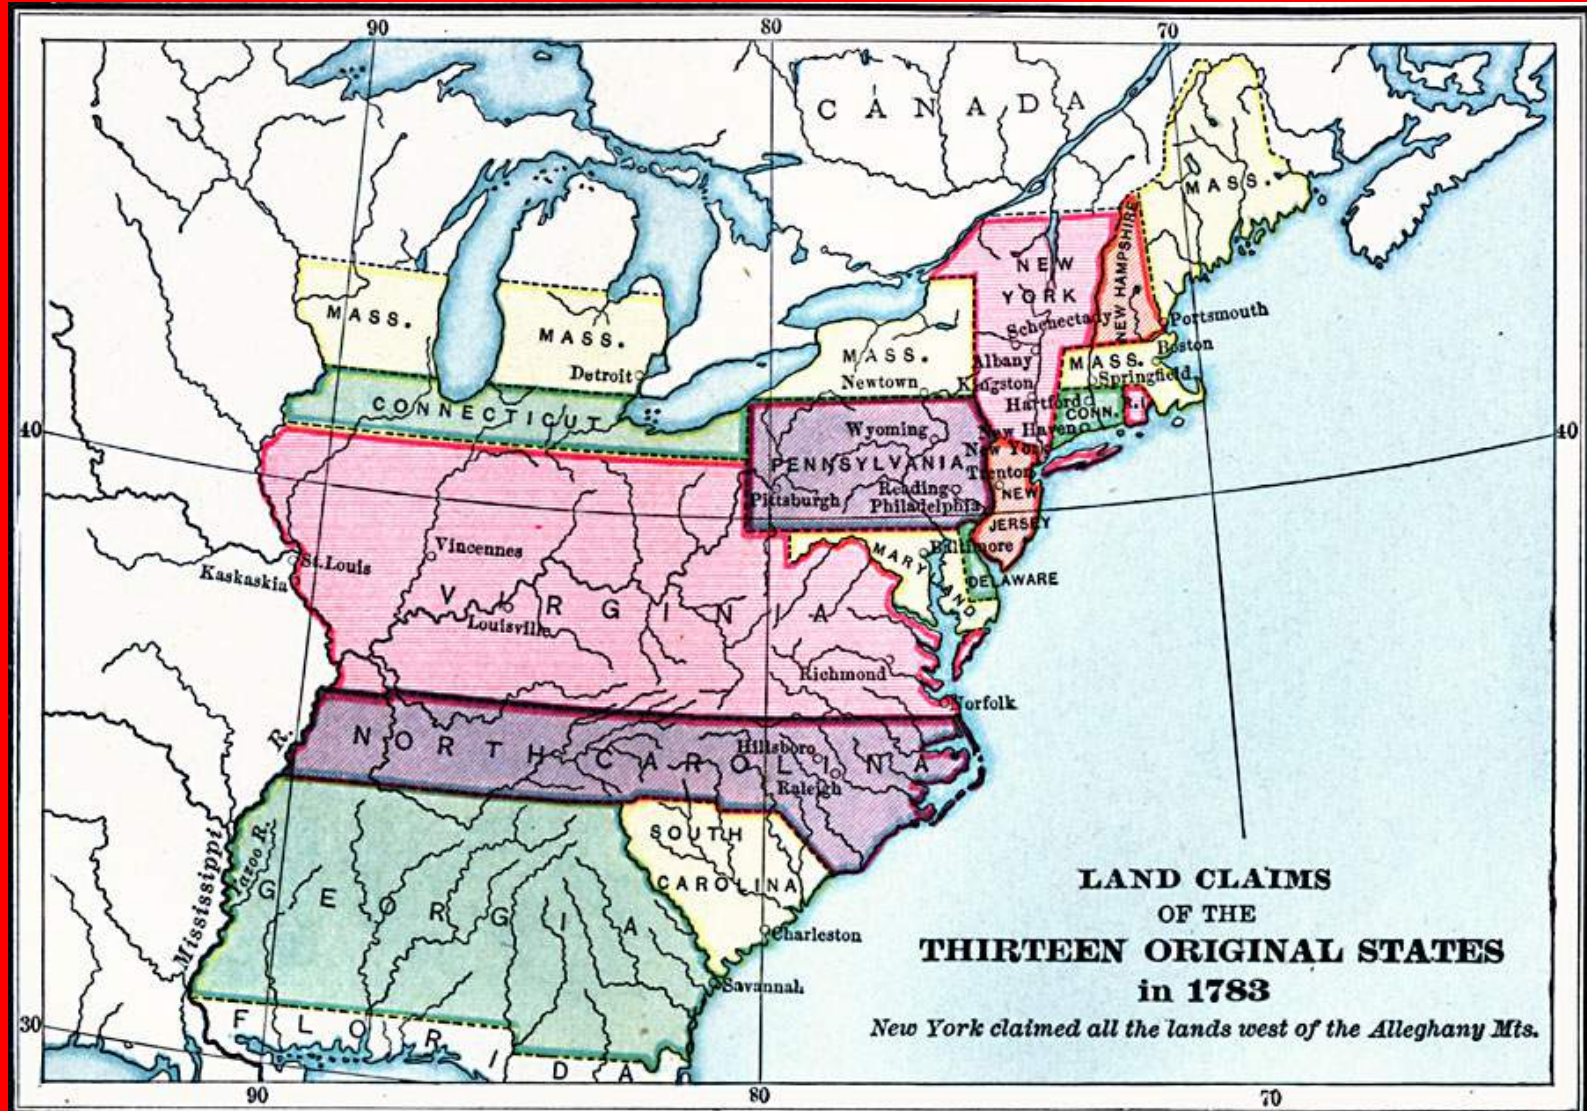 90
80
70
CANADA
MASS.
NEW HAMPSHIRE
NEW
YORK
MASS.
MASS.
MASS.
MASS.
Schenectady
Portsmouth
Boston
Albany
Detroit
Newtown
Kingston
Springfield
CONNECTICUT
Hartford
CONN.
R.I.
40
40
Wyoming
New Haven
New York
PENNSYLVANIA
Trenton
Pittsburgh
Reading
Philadelphia
NEW
JERSEY
Vincennes
MARYLAND
Baltimore
St. Louis
Kaskaskia
DELAWARE
VIRGINIA
Louisville
Richmond
Norfolk
NORTH CAROLINA
Hillsboro
Raleigh
Mississippi R.
Yazoo R.
SOUTH
CAROLINA
GEORGIA
Charleston
Savannah
FLORIDA
30
LAND CLAIMS
OF THE
THIRTEEN ORIGINAL STATES
in 1783
New York claimed all the lands west of the Alleghany Mts.
90
80
70